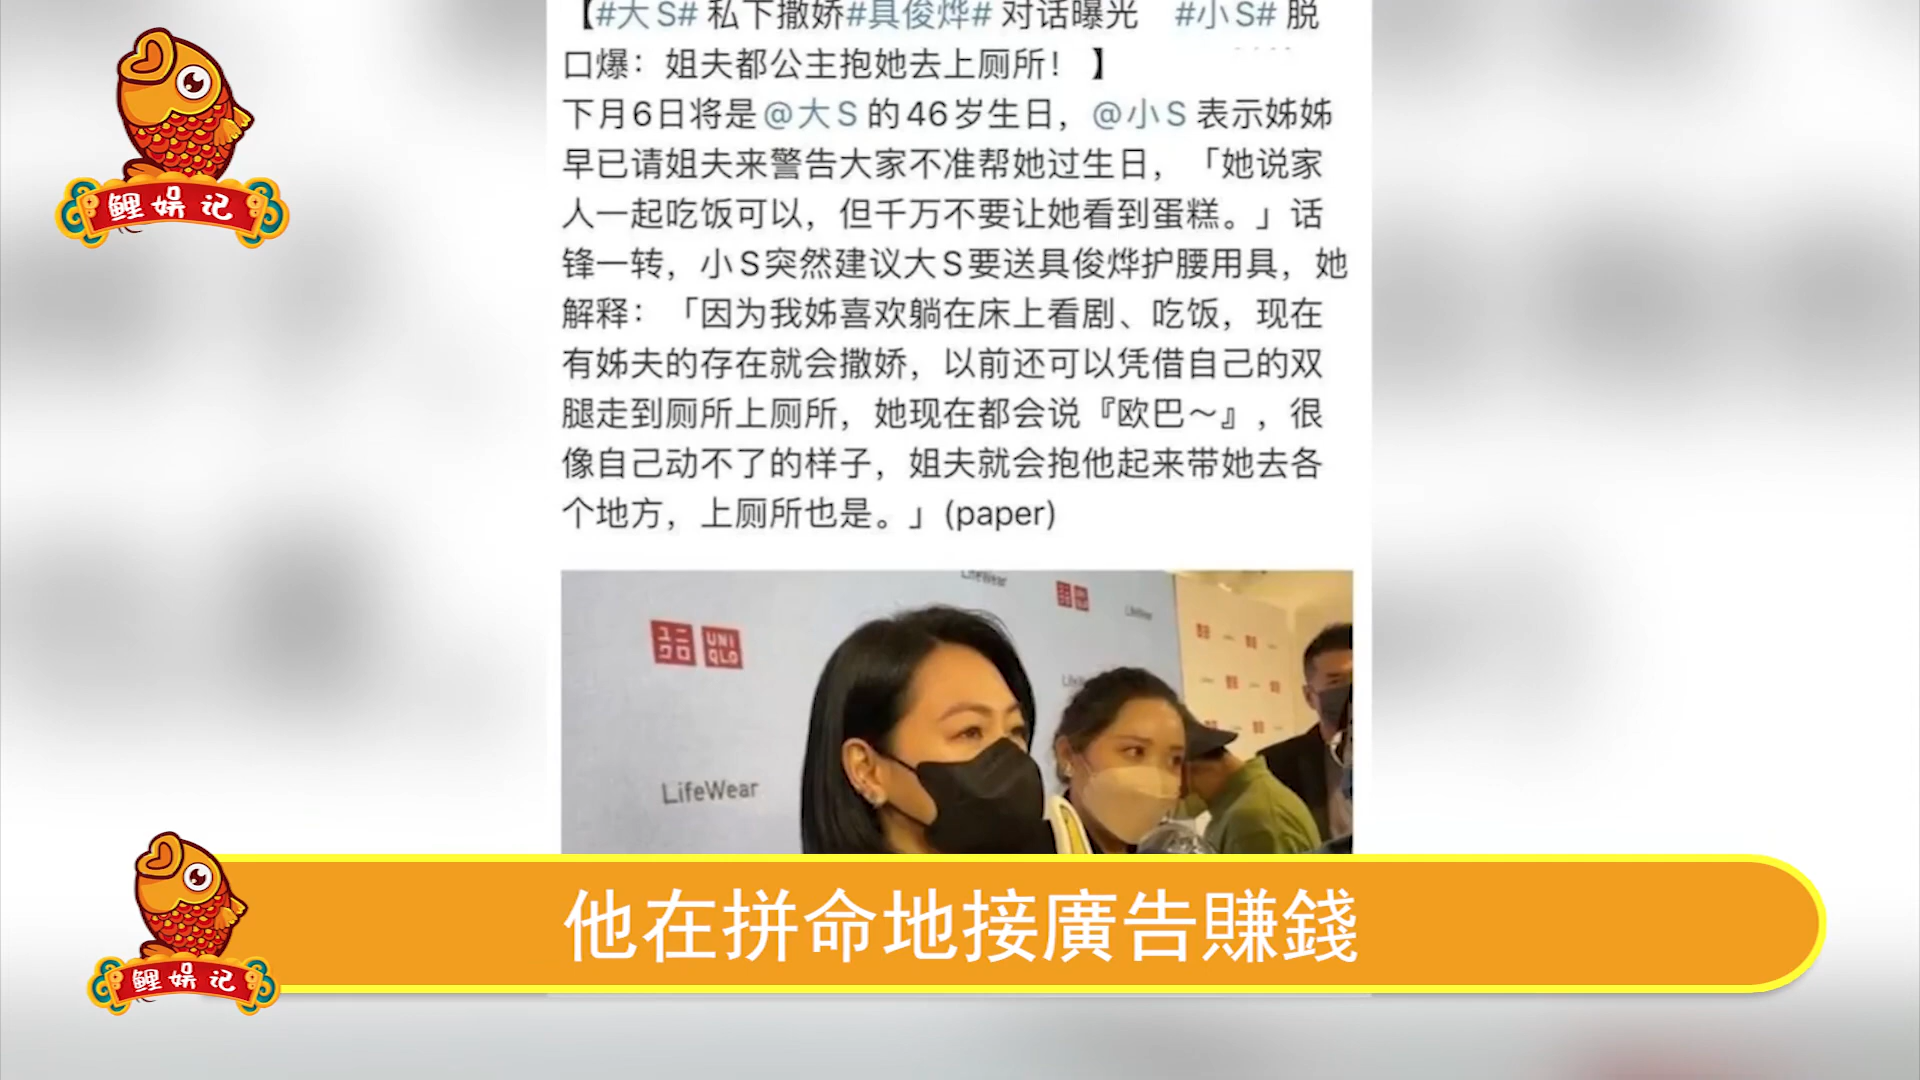 【#大S# 私下撒娇#具俊烨# 对话曝光 #小S# 脱
口爆：姐夫都公主抱她去上厕所！】
下月6日将是@大S的46岁生日，@小S表示姊姊
早已请姐夫来警告大家不准帮她过生日，「她说家
人一起吃饭可以，但千万不要让她看到蛋糕。」话
锋一转，小S突然建议大S要送具俊烨护腰用具，她
解释：「因为我姊喜欢躺在床上看剧、吃饭，现在
有姊夫的存在就会撒娇，以前还可以凭借自己的双
腿走到厕所上厕所，她现在都会说『欧巴～』，很
像自己动不了的样子，姐夫就会抱他起来带她去各
个地方，上厕所也是。」(paper)
鲤娱记
LifeWear
LifeWear
ユニ
クロ
UNI
QLO
LifeWear
他在拼命地接廣告賺錢
鲤娱记